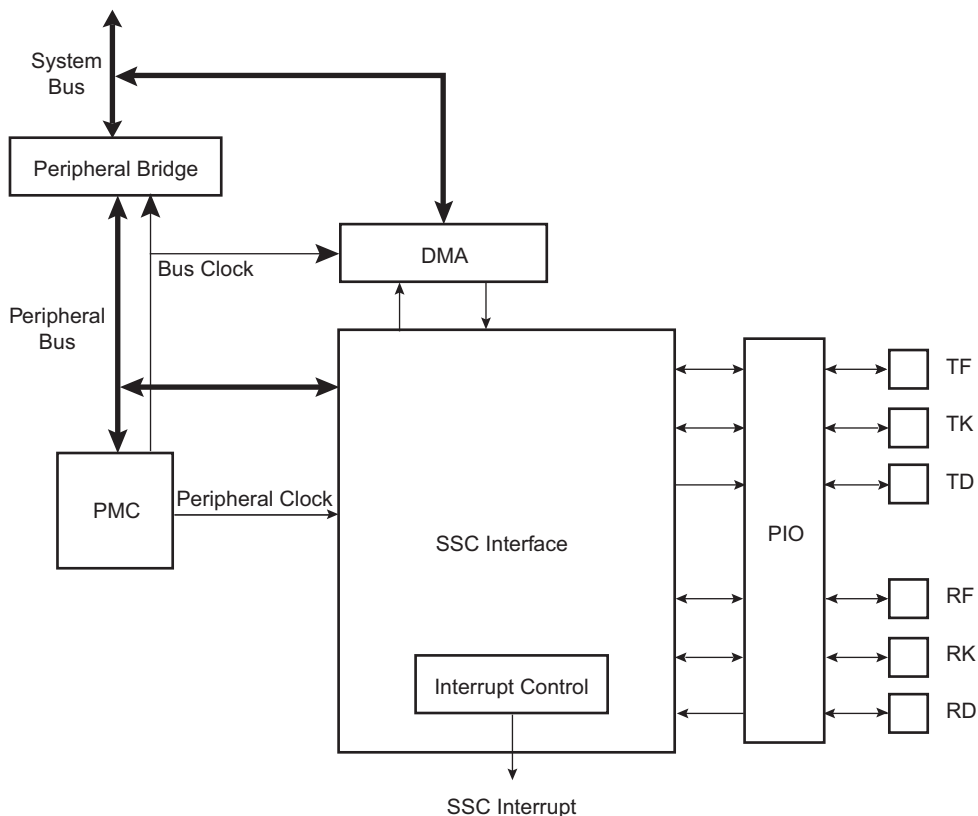 System
Bus
Peripheral Bridge
DMA
Bus Clock
Peripheral
Bus
TF
TK
PMC
Peripheral Clock
TD
SSC Interface
PIO
RF
RK
Interrupt Control
RD
SSC Interrupt